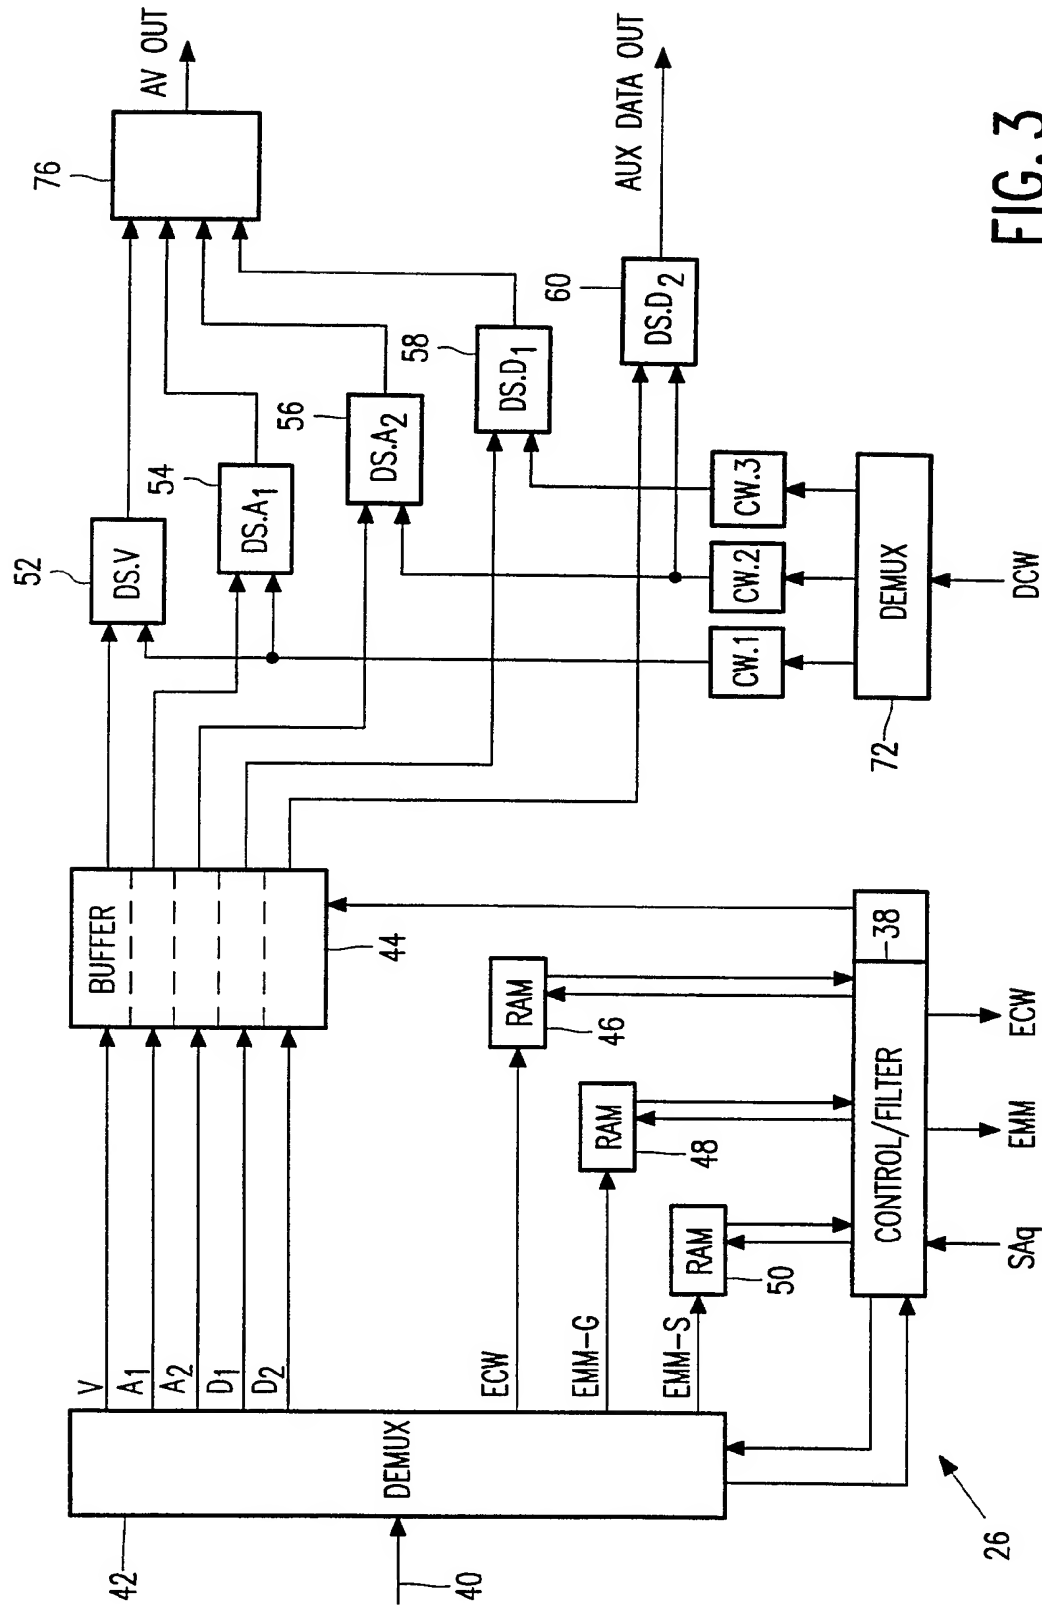 42
40
DEMUX
V
A1
A2
D1
D2
ECW
EMM-G
EMM-S
BUFFER
44
RAM
46
RAM
48
RAM
50
CONTROL/FILTER
38
SAq
EMM
ECW
26
52
DS.V
54
DS.A1
56
DS.A2
58
DS.D1
60
DS.D2
76
AV OUT
AUX DATA OUT
CW.1
CW.2
CW.3
DEMUX
72
DCW
FIG. 3